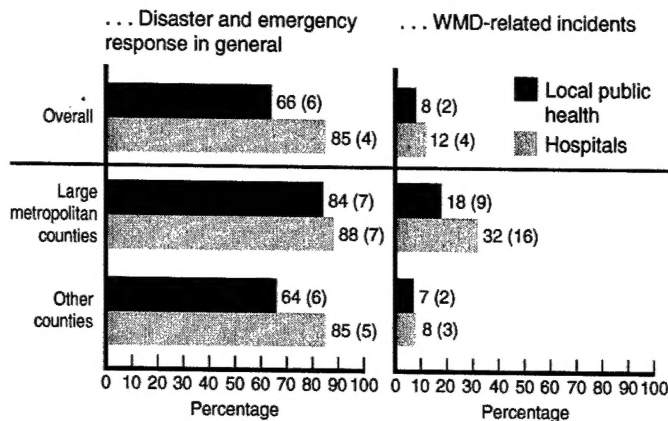 ... Disaster and emergency
response in general
... WMD-related incidents
Local public
health
Hospitals
Overall
66 (6)
85 (4)
8 (2)
12 (4)
Large
metropolitan
counties
84 (7)
88 (7)
18 (9)
32 (16)
Other
counties
64 (6)
85 (5)
7 (2)
8 (3)
0 10 20 30 40 50 60 70 80 90 100
Percentage
0 10 20 30 40 50 60 70 80 90 100
Percentage